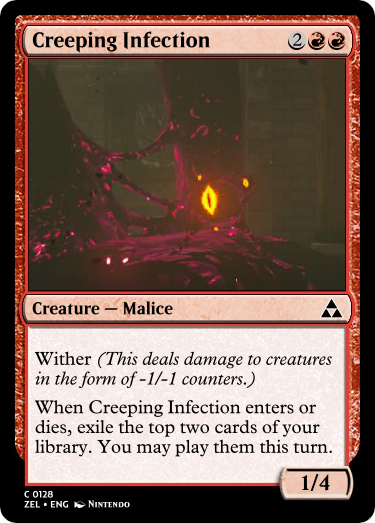 Creeping Infection 2
Creature — Malice
Wither (This deals damage to creatures
in the form of -1/-1 counters.)
When Creeping Infection enters or
dies, exile the top two cards of your
library. You may play them this turn.
1/4
C 0128
ZEL • ENG Nintendo